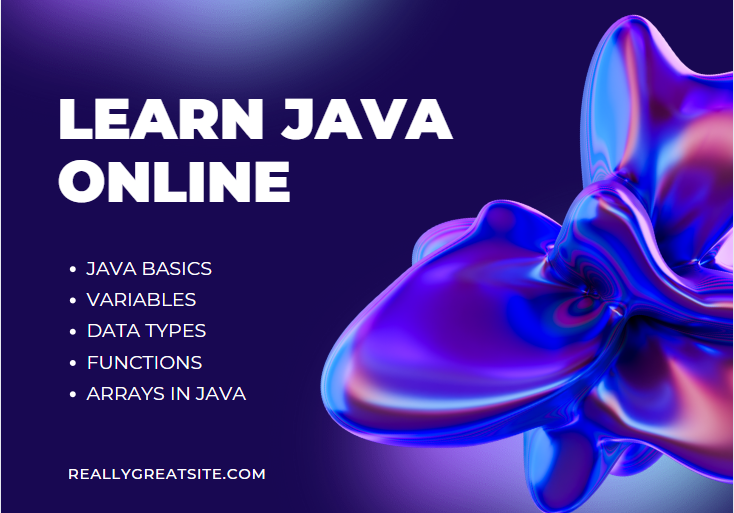 LEARN JAVA
ONLINE
• JAVA BASICS
• VARIABLES
• DATA TYPES
• FUNCTIONS
• ARRAYS IN JAVA
REALLYGREATSITE.COM